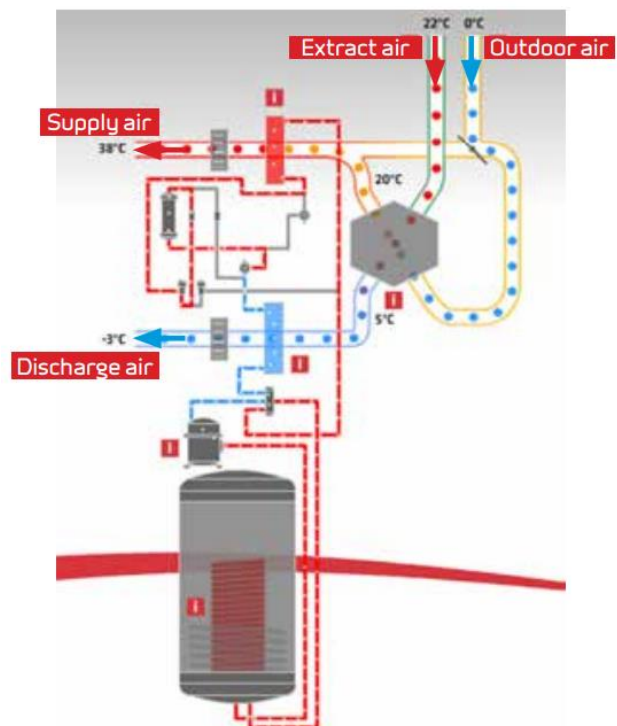 22°C
0°C
Extract air
Outdoor air
i
Supply air
38°C
20°C
i
5°C
-3°C
Discharge air
i
i
i